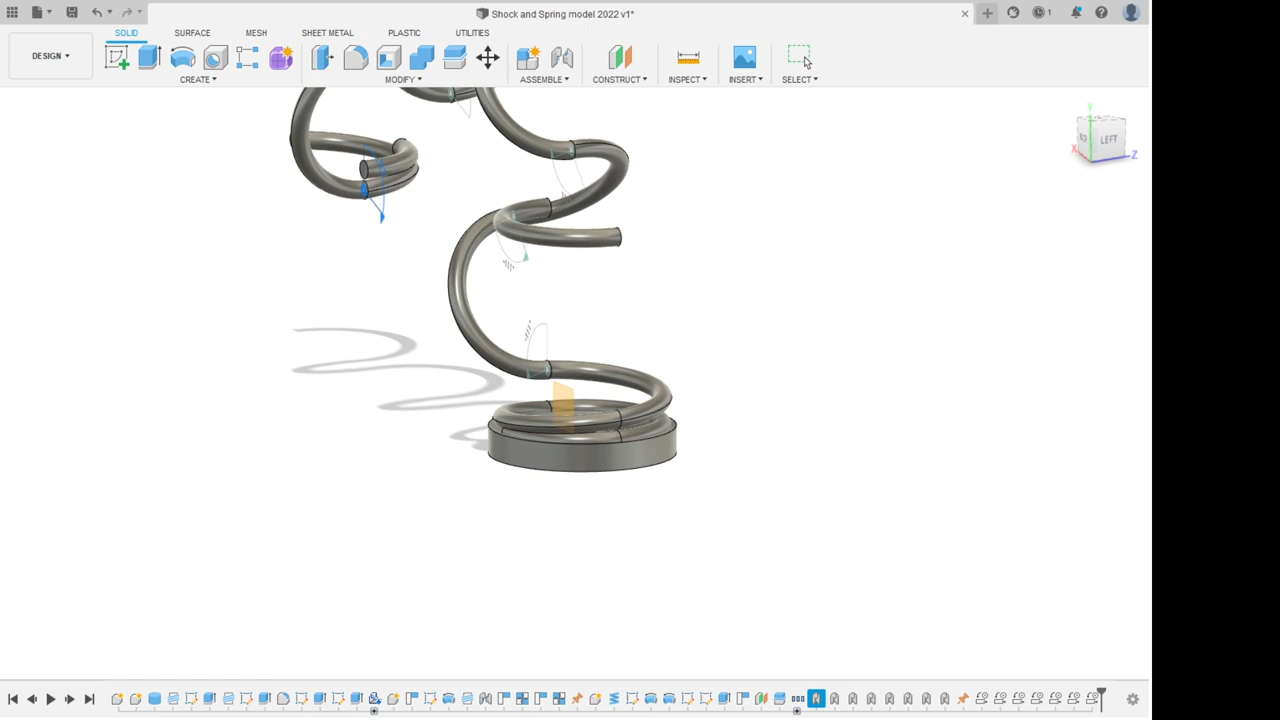 Shock and Spring model 2022 v1*
1
SOLID SURFACE MESH SHEET METAL PLASTIC UTILITIES
DESIGN
CREATE MODIFY ASSEMBLE CONSTRUCT INSPECT INSERT SELECT
Y
LEFT
X
Z